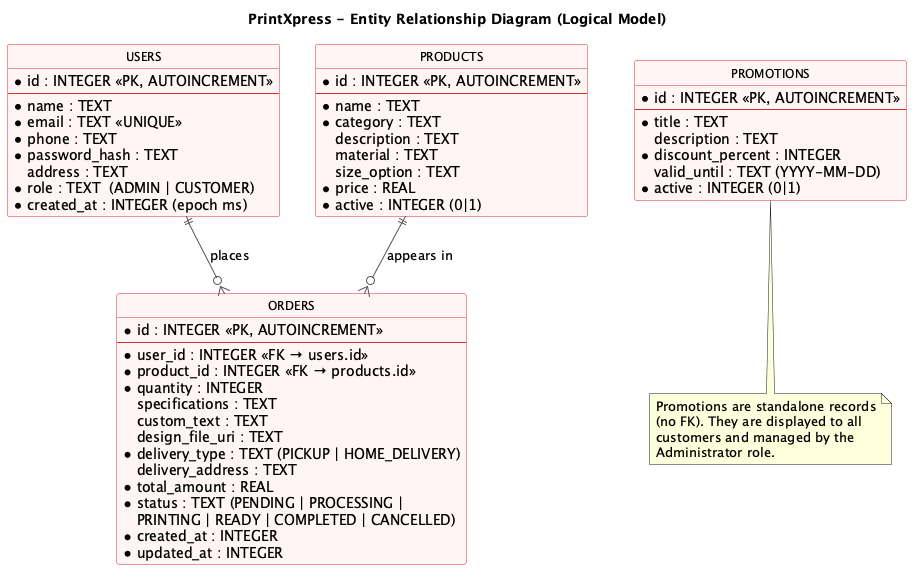 PrintXpress – Entity Relationship Diagram (Logical Model)
USERS
• id : INTEGER «PK, AUTOINCREMENT»
• name : TEXT
• email : TEXT «UNIQUE»
• phone : TEXT
• password_hash : TEXT
address : TEXT
• role : TEXT (ADMIN | CUSTOMER)
• created_at : INTEGER (epoch ms)
PRODUCTS
• id : INTEGER «PK, AUTOINCREMENT»
• name : TEXT
• category : TEXT
description : TEXT
material : TEXT
size_option : TEXT
• price : REAL
• active : INTEGER (0|1)
PROMOTIONS
• id : INTEGER «PK, AUTOINCREMENT»
• title : TEXT
description : TEXT
• discount_percent : INTEGER
valid_until : TEXT (YYYY-MM-DD)
• active : INTEGER (0|1)
places
appears in
ORDERS
• id : INTEGER «PK, AUTOINCREMENT»
• user_id : INTEGER «FK → users.id»
• product_id : INTEGER «FK → products.id»
• quantity : INTEGER
specifications : TEXT
custom_text : TEXT
design_file_uri : TEXT
• delivery_type : TEXT (PICKUP | HOME_DELIVERY)
delivery_address : TEXT
• total_amount : REAL
• status : TEXT (PENDING | PROCESSING |
PRINTING | READY | COMPLETED | CANCELLED)
• created_at : INTEGER
• updated_at : INTEGER
Promotions are standalone records
(no FK). They are displayed to all
customers and managed by the
Administrator role.